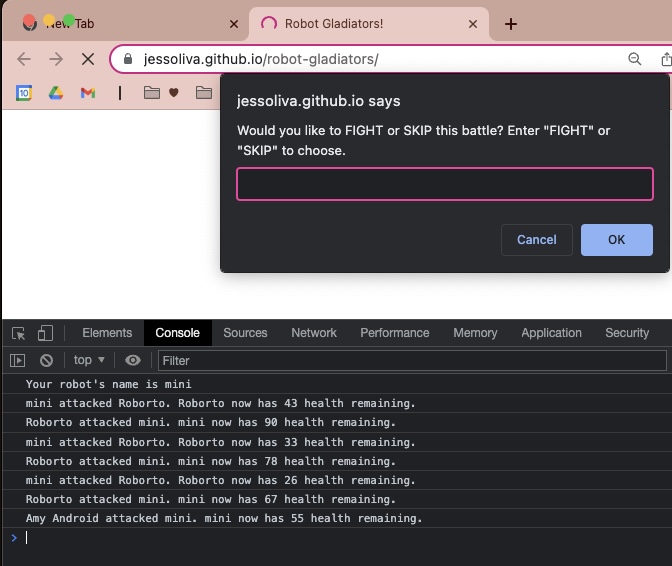 New Tab
Robot Gladiators!
jessoliva.github.io/robot-gladiators/
10
jessoliva.github.io says
Would you like to FIGHT or SKIP this battle? Enter "FIGHT" or
"SKIP" to choose.
Cancel
OK
Elements Console Sources Network Performance Memory Application Security
top
Filter
Your robot's name is mini
mini attacked Roborto. Roborto now has 43 health remaining.
Roborto attacked mini. mini now has 90 health remaining.
mini attacked Roborto. Roborto now has 33 health remaining.
Roborto attacked mini. mini now has 78 health remaining.
mini attacked Roborto. Roborto now has 26 health remaining.
Roborto attacked mini. mini now has 67 health remaining.
Amy Android attacked mini. mini now has 55 health remaining.